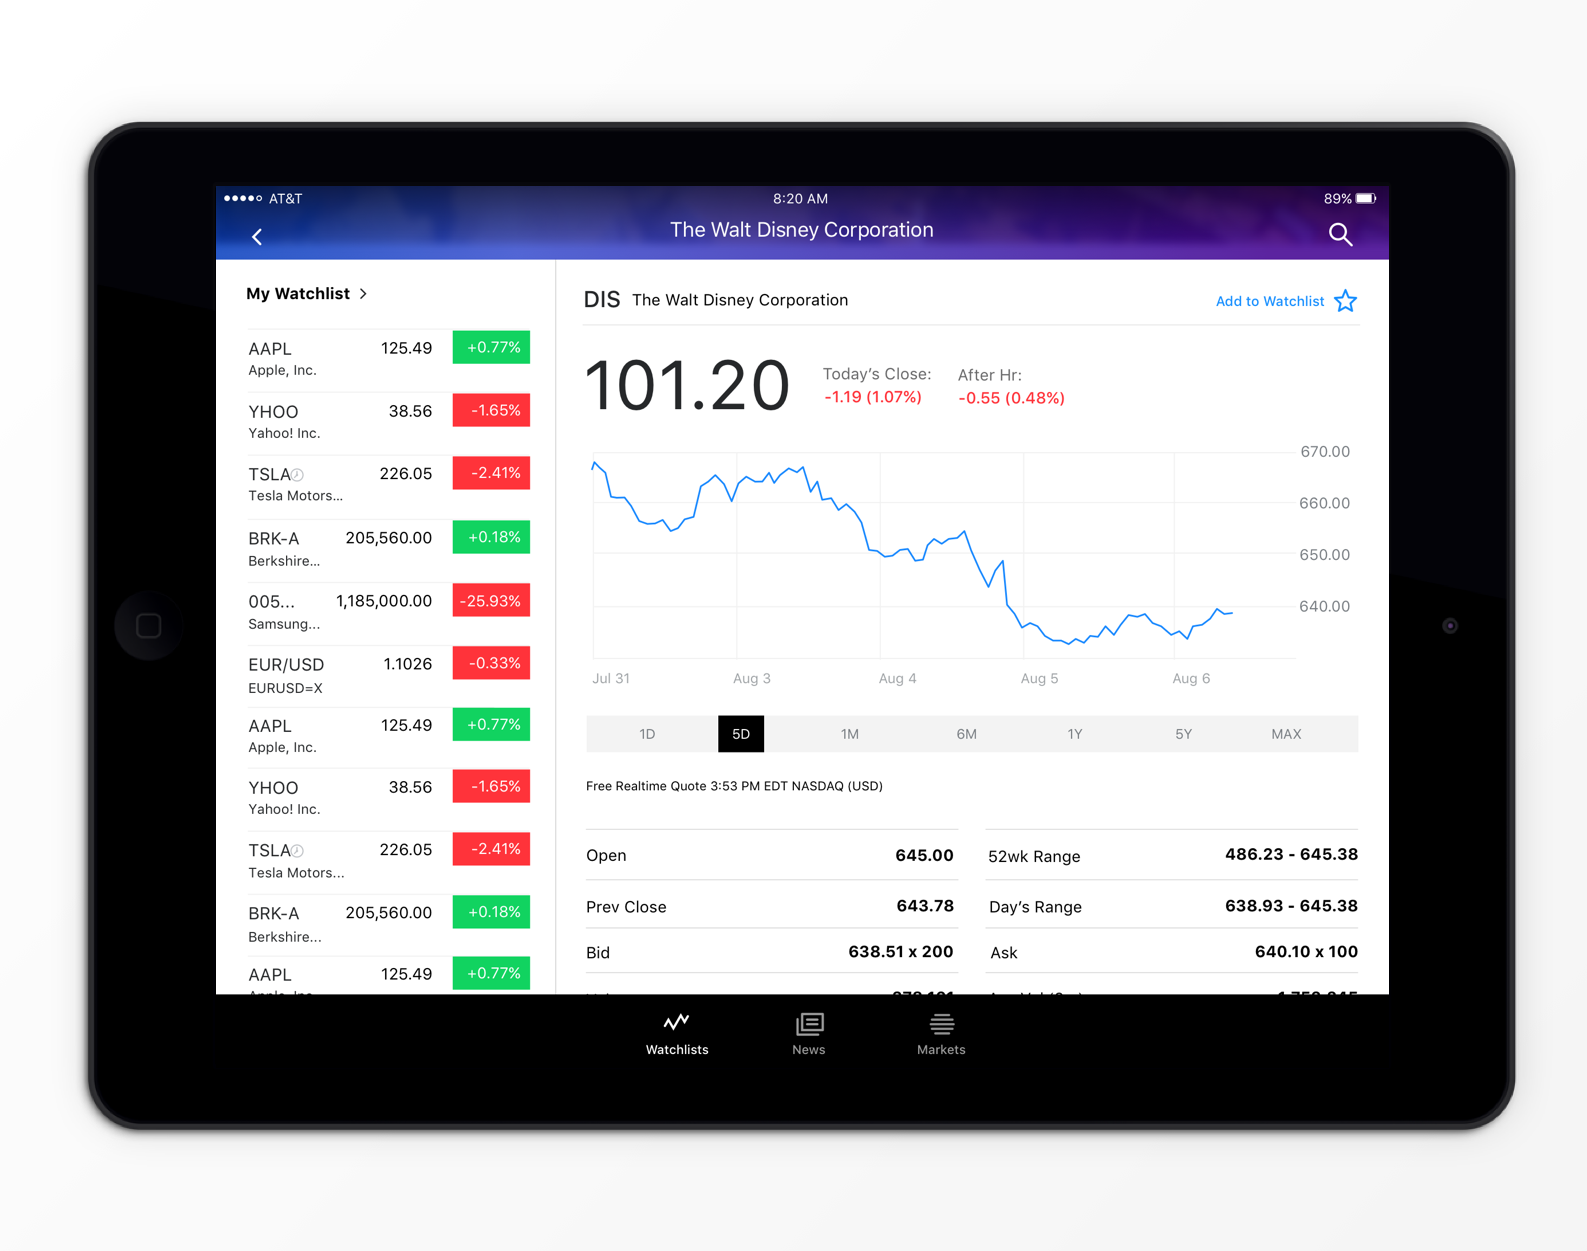 AT&T 8:20 AM 89%
The Walt Disney Corporation
My Watchlist
AAPL 125.49 +0.77%
Apple, Inc.
YHOO 38.56 -1.65%
Yahoo! Inc.
TSLA 226.05 -2.41%
Tesla Motors...
BRK-A 205,560.00 +0.18%
Berkshire...
005... 1,185,000.00 -25.93%
Samsung...
EUR/USD 1.1026 -0.33%
EURUSD=X
AAPL 125.49 +0.77%
Apple, Inc.
YHOO 38.56 -1.65%
Yahoo! Inc.
TSLA 226.05 -2.41%
Tesla Motors...
BRK-A 205,560.00 +0.18%
Berkshire...
AAPL 125.49 +0.77%
DIS The Walt Disney Corporation Add to Watchlist
101.20
Today's Close: After Hr:
-1.19 (1.07%) -0.55 (0.48%)
670.00
660.00
650.00
640.00
Jul 31 Aug 3 Aug 4 Aug 5 Aug 6
1D 5D 1M 6M 1Y 5Y MAX
Free Realtime Quote 3:53 PM EDT NASDAQ (USD)
Open 645.00 52wk Range 486.23 - 645.38
Prev Close 643.78 Day's Range 638.93 - 645.38
Bid 638.51 x 200 Ask 640.10 x 100
Watchlists News Markets